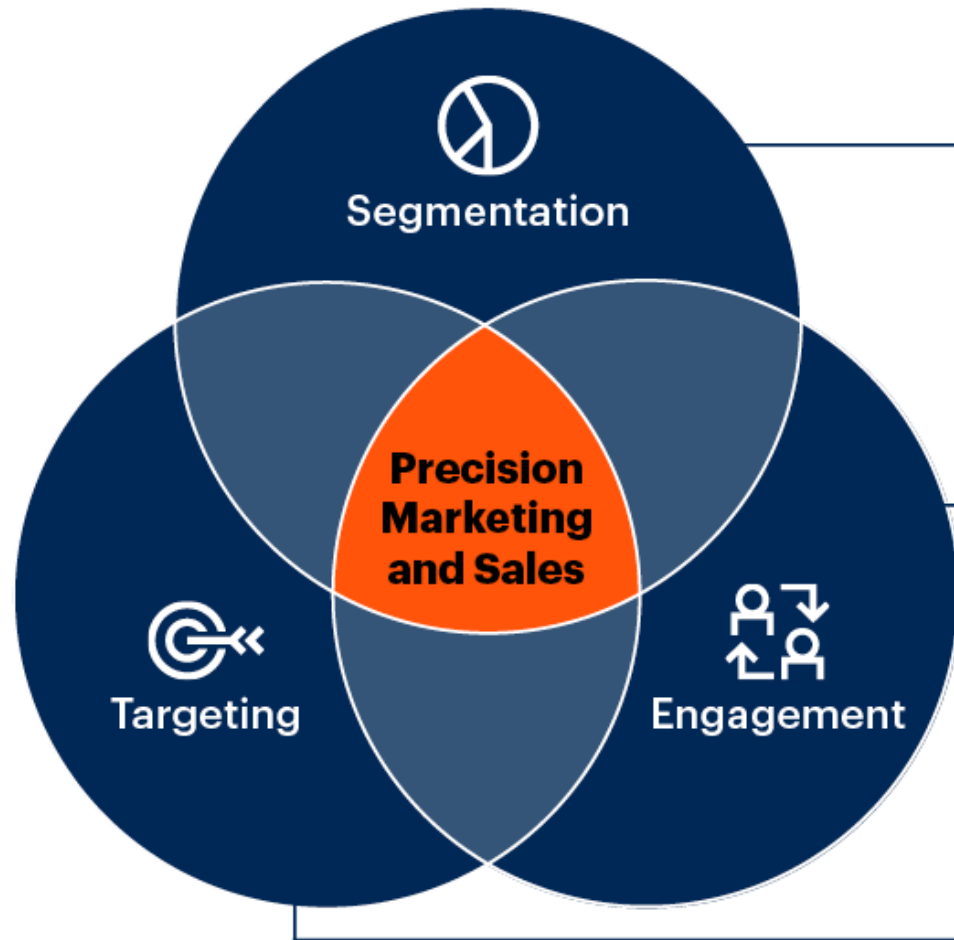 Segmentation
Precision
Marketing
and Sales
Targeting
Engagement